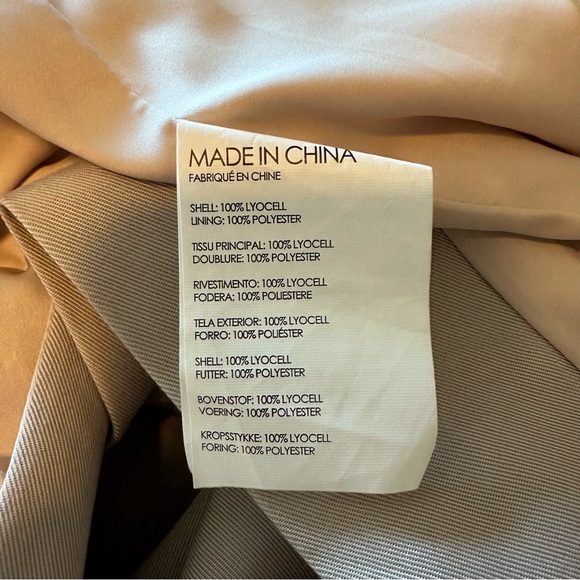 MADE IN CHINA
FABRIQUÉ EN CHINE
SHELL: 100% LYOCELL
LINING: 100% POLYESTER
TISSU PRINCIPAL: 100% LYOCELL
DOUBLURE: 100% POLYESTER
RIVESTIMENTO: 100% LYOCELL
FODERA: 100% POLIESTERE
TELA EXTERIOR: 100% LYOCELL
FORRO: 100% POLIÉSTER
SHELL: 100% LYOCELL
FUTTER: 100% POLYESTER
BOVENSTOF: 100% LYOCELL
VOERING: 100% POLYESTER
KROPSSTYKKE: 100% LYOCELL
FORING: 100% POLYESTER